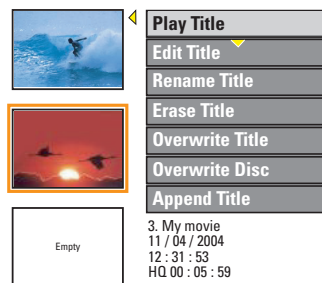 Play Title
Edit Title
Rename Title
Erase Title
Overwrite Title
Overwrite Disc
Append Title
Empty
3. My movie
11 / 04 / 2004
12 : 31 : 53
HQ 00 : 05 : 59